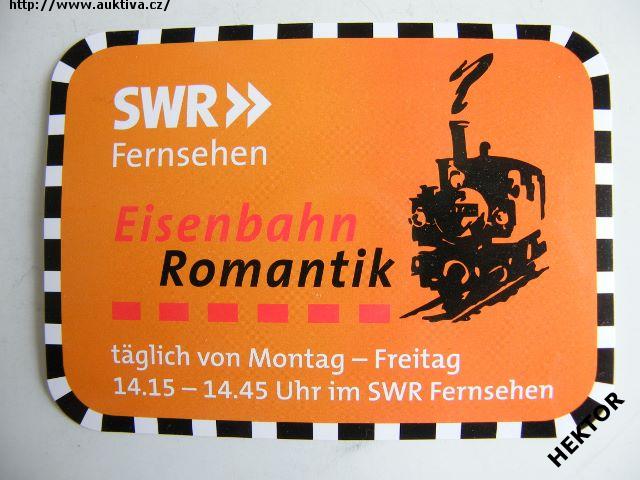 http://www.auktiva.cz/
SWR
Fernsehen
Eisenbahn
Romantik
täglich von Montag – Freitag
14.15 – 14.45 Uhr im SWR Fernsehen
HEKTOR